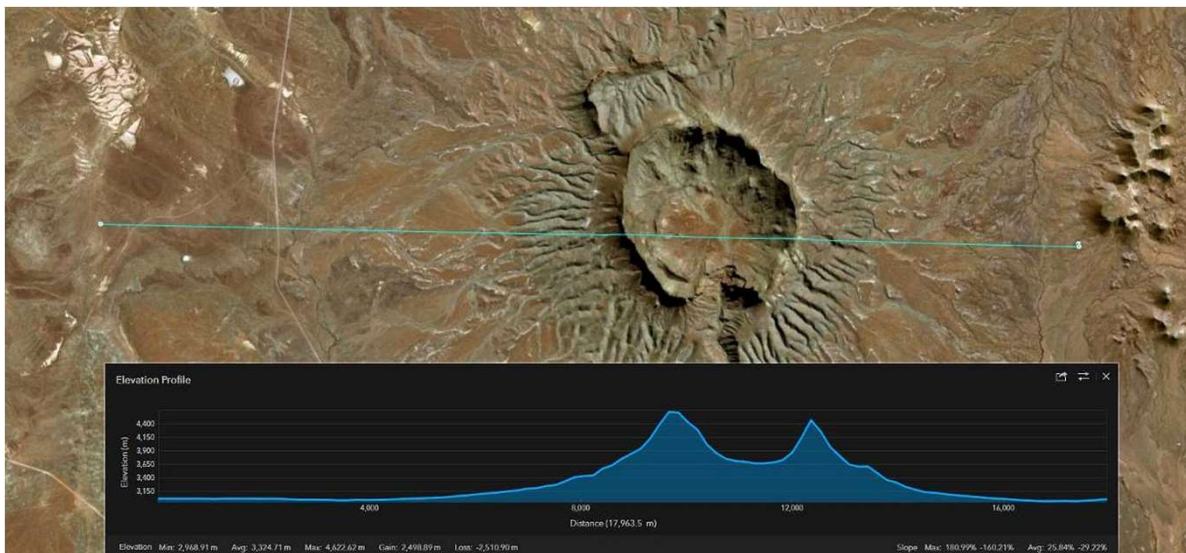 Elevation Profile
4,400
4,150
3,900
3,650
3,400
3,150
Elevation (m)
4,000 8,000 12,000 16,000
Distance (17,963.5 m)
Elevation Min: 2,968.91 m Avg: 3,324.71 m Max: 4,622.62 m Gain: 2,498.89 m Loss: -2,510.90 m Slope Max: 180.99% -160.21% Avg: 25.84% -29.22%